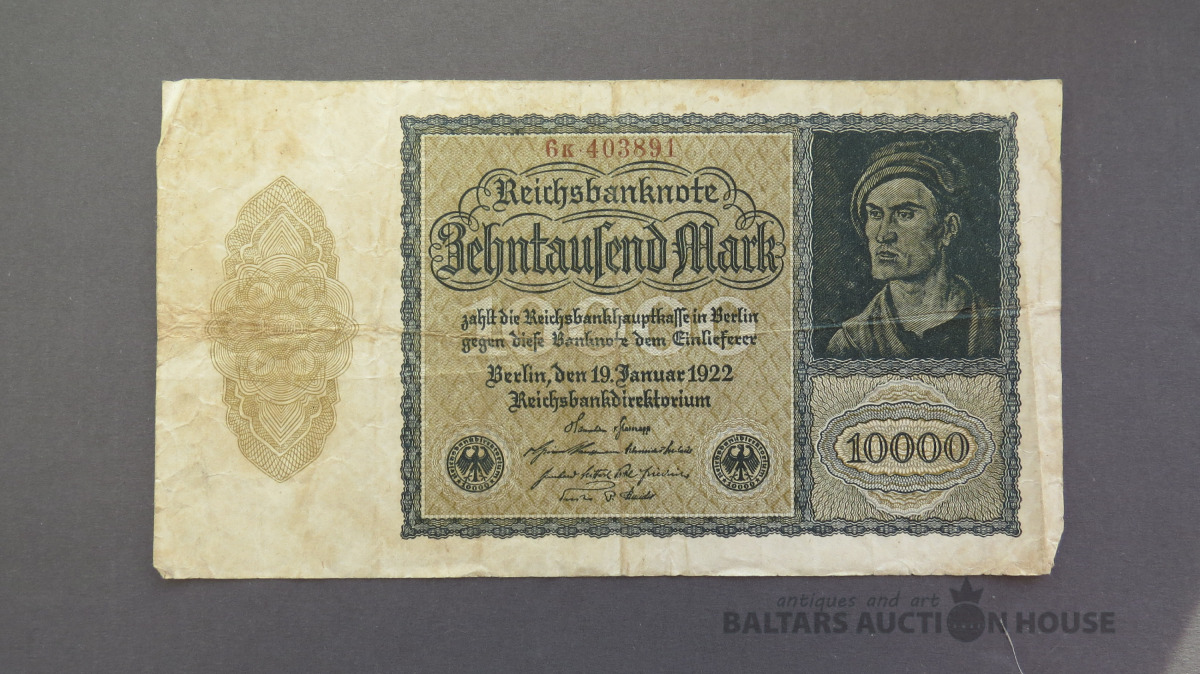 6K 403891
Reichsbanknote
Zehntauſend Mark
10000
zahlt die Reichsbankhauptkaſſe in Berlin
gegen dieſe Banknote dem Einlieferer
Berlin, den 19. Januar 1922
Reichsbankdirektorium
10000
antiques and art
BALTARS AUCTION HOUSE